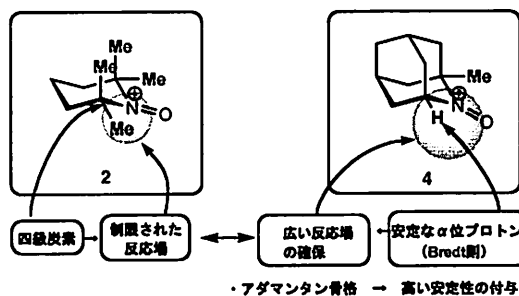 Me
Me
Me
⊕
N=O
Me
2
Me
⊕
N=O
H
4
四級炭素
制限された
反応場
広い反応場
の確保
安定なα位プロトン
(Bredt則)
・アダマンタン骨格 → 高い安定性の付与